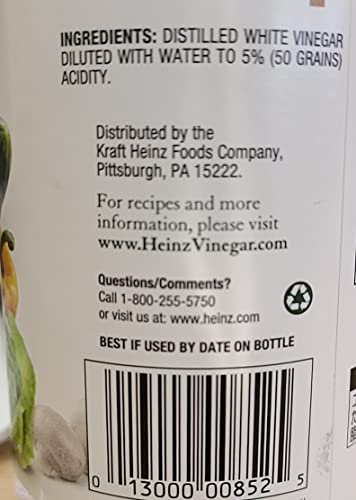 INGREDIENTS: DISTILLED WHITE VINEGAR
DILUTED WITH WATER TO 5% (50 GRAINS)
ACIDITY.
Distributed by the
Kraft Heinz Foods Company,
Pittsburgh, PA 15222.
For recipes and more
information, please visit
www.HeinzVinegar.com
Questions/Comments?
Call 1-800-255-5750
or visit us at: www.heinz.com
BEST IF USED BY DATE ON BOTTLE
0 13000 00852 5